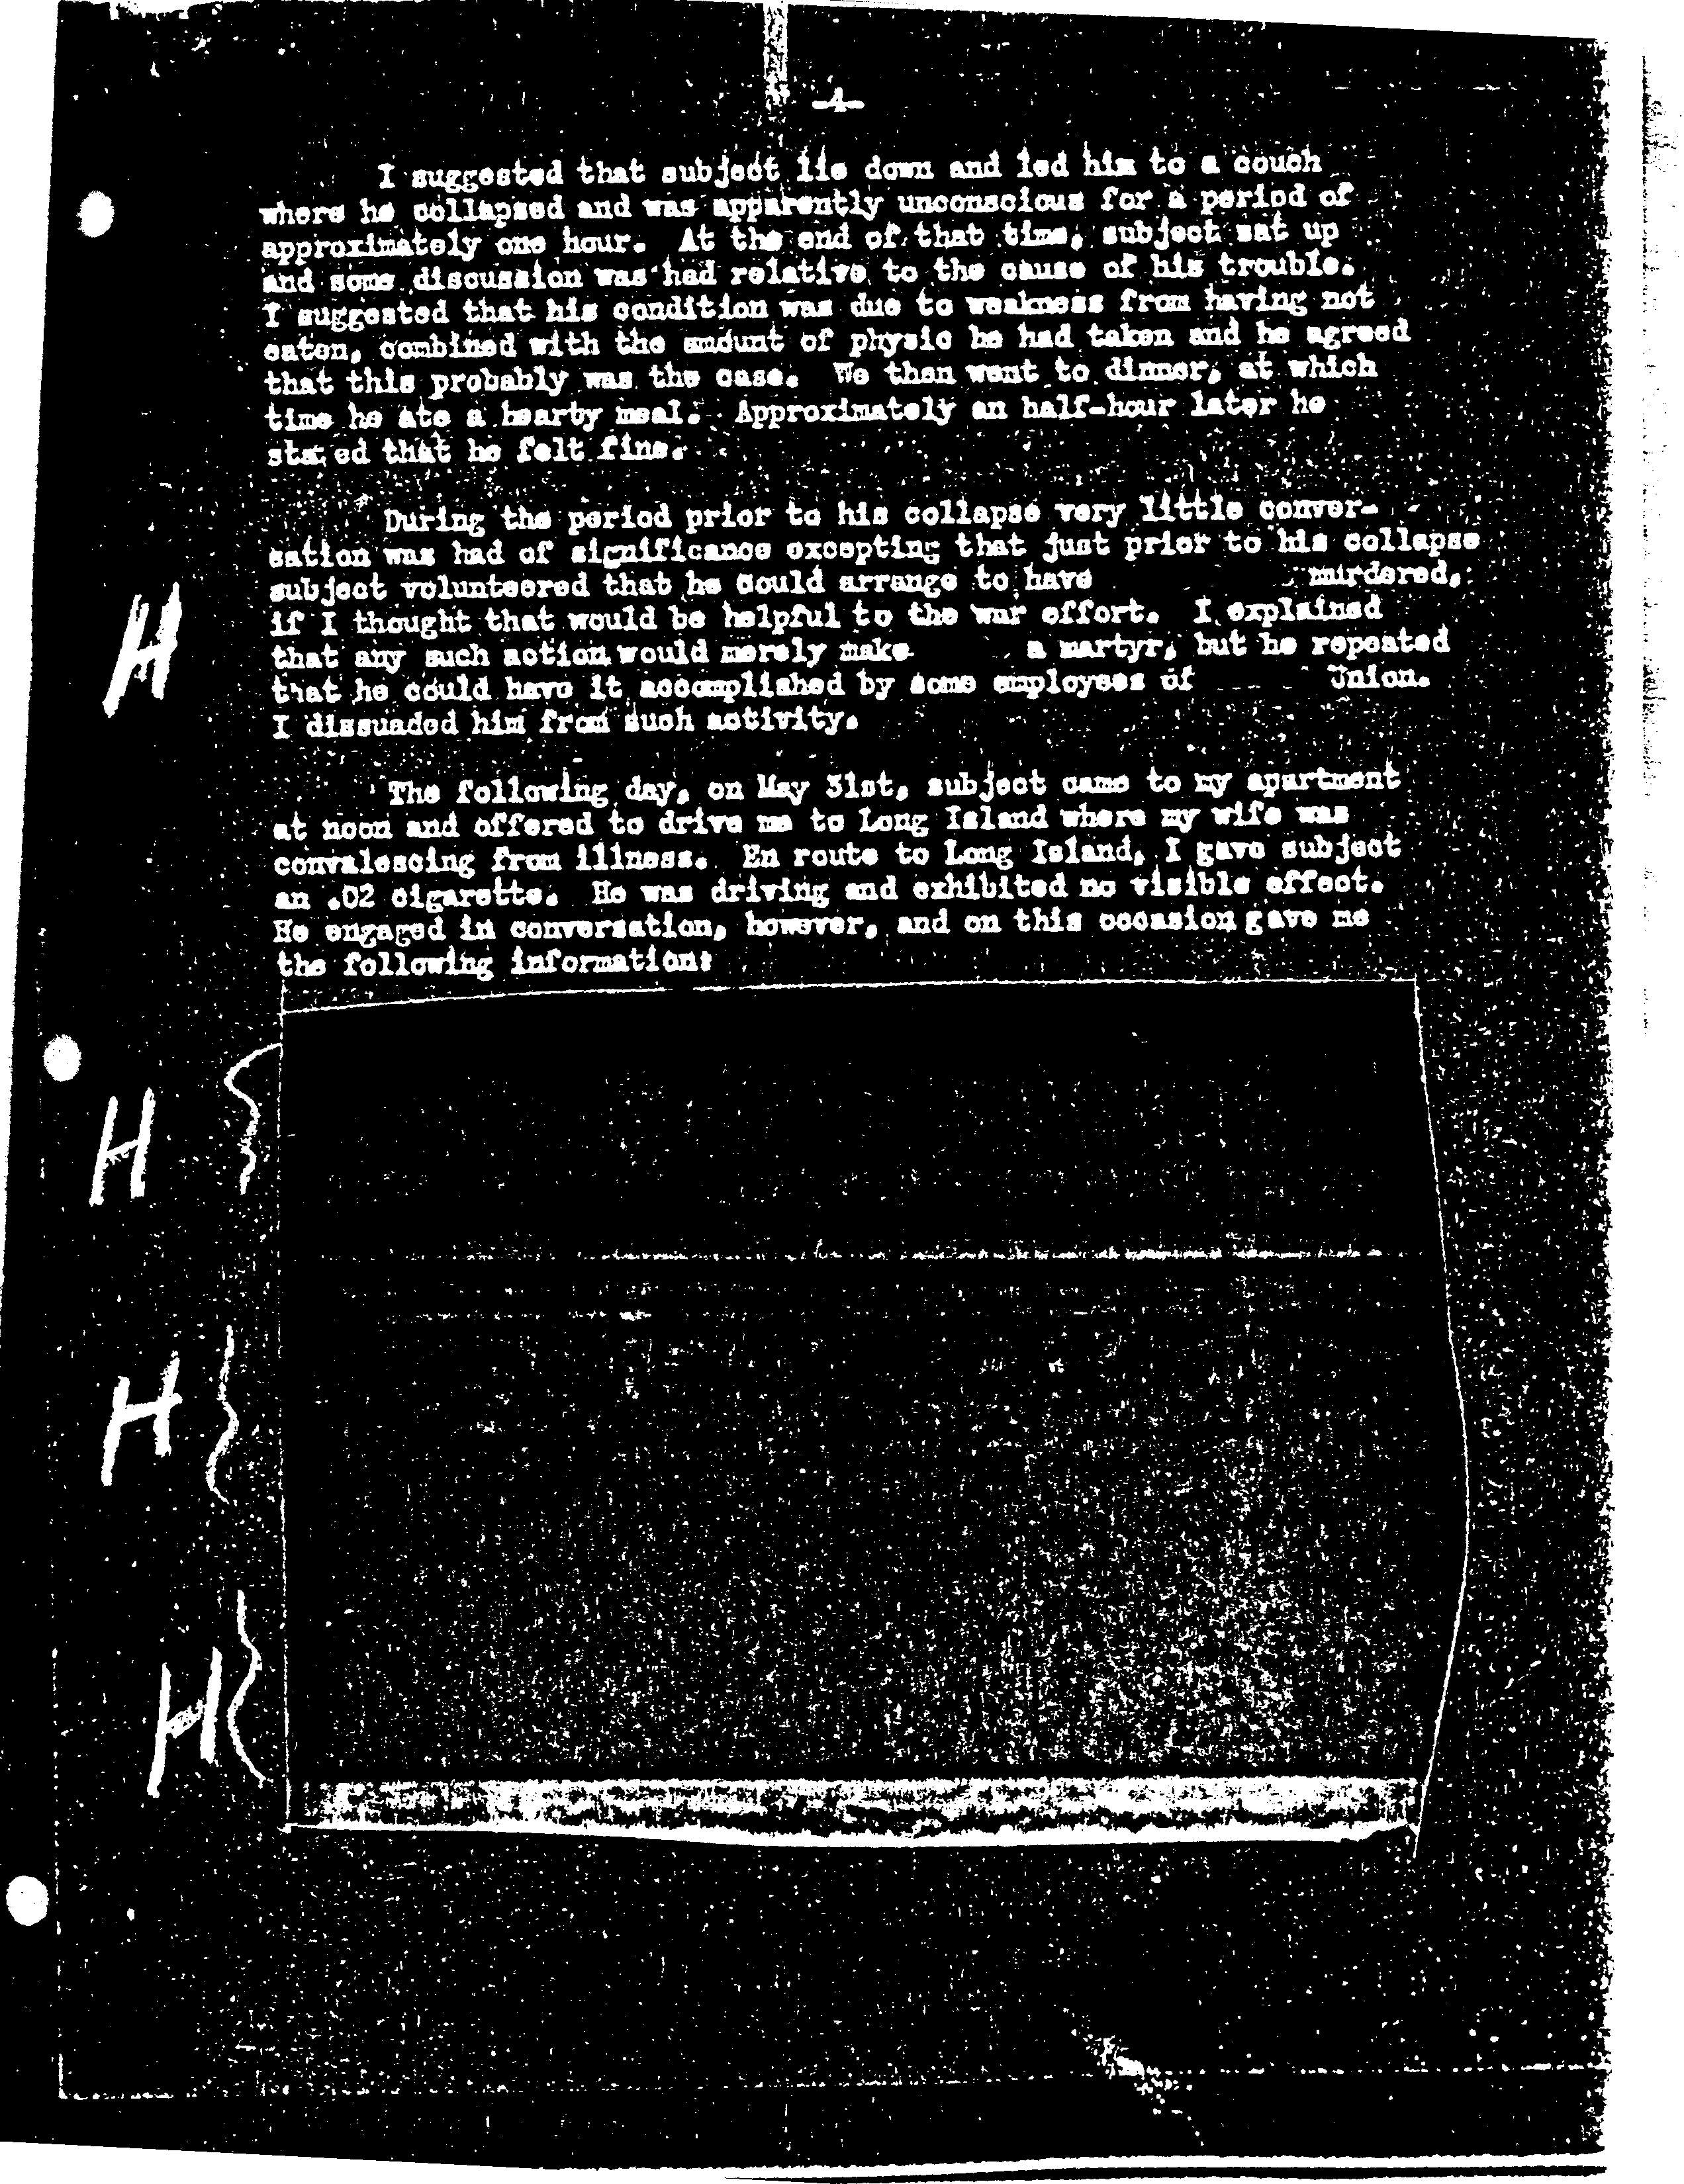 -4-
I suggested that subject lie down and led him to a couch
where he collapsed and was apparently unconscious for a period of
approximately one hour. At the end of that time, subject sat up
and some discussion was had relative to the cause of his trouble.
I suggested that his condition was due to weakness from having not
eaten, combined with the amount of physic he had taken and he agreed
that this probably was the case. We then went to dinner, at which
time he ate a hearty meal. Approximately an half-hour later he
stated that he felt fine.
During the period prior to his collapse very little conver-
sation was had of significance excepting that just prior to his collapse
subject volunteered that he could arrange to have murdered,
if I thought that would be helpful to the war effort. I explained
that any such action would merely make a martyr, but he repeated
that he could have it accomplished by some employees of Union.
I dissuaded him from such activity.
H
The following day, on May 31st, subject came to my apartment
at noon and offered to drive me to Long Island where my wife was
convalescing from illness. En route to Long Island, I gave subject
an .02 cigarette. He was driving and exhibited no visible effect.
He engaged in conversation, however, and on this occasion gave me
the following information:
H
H
H